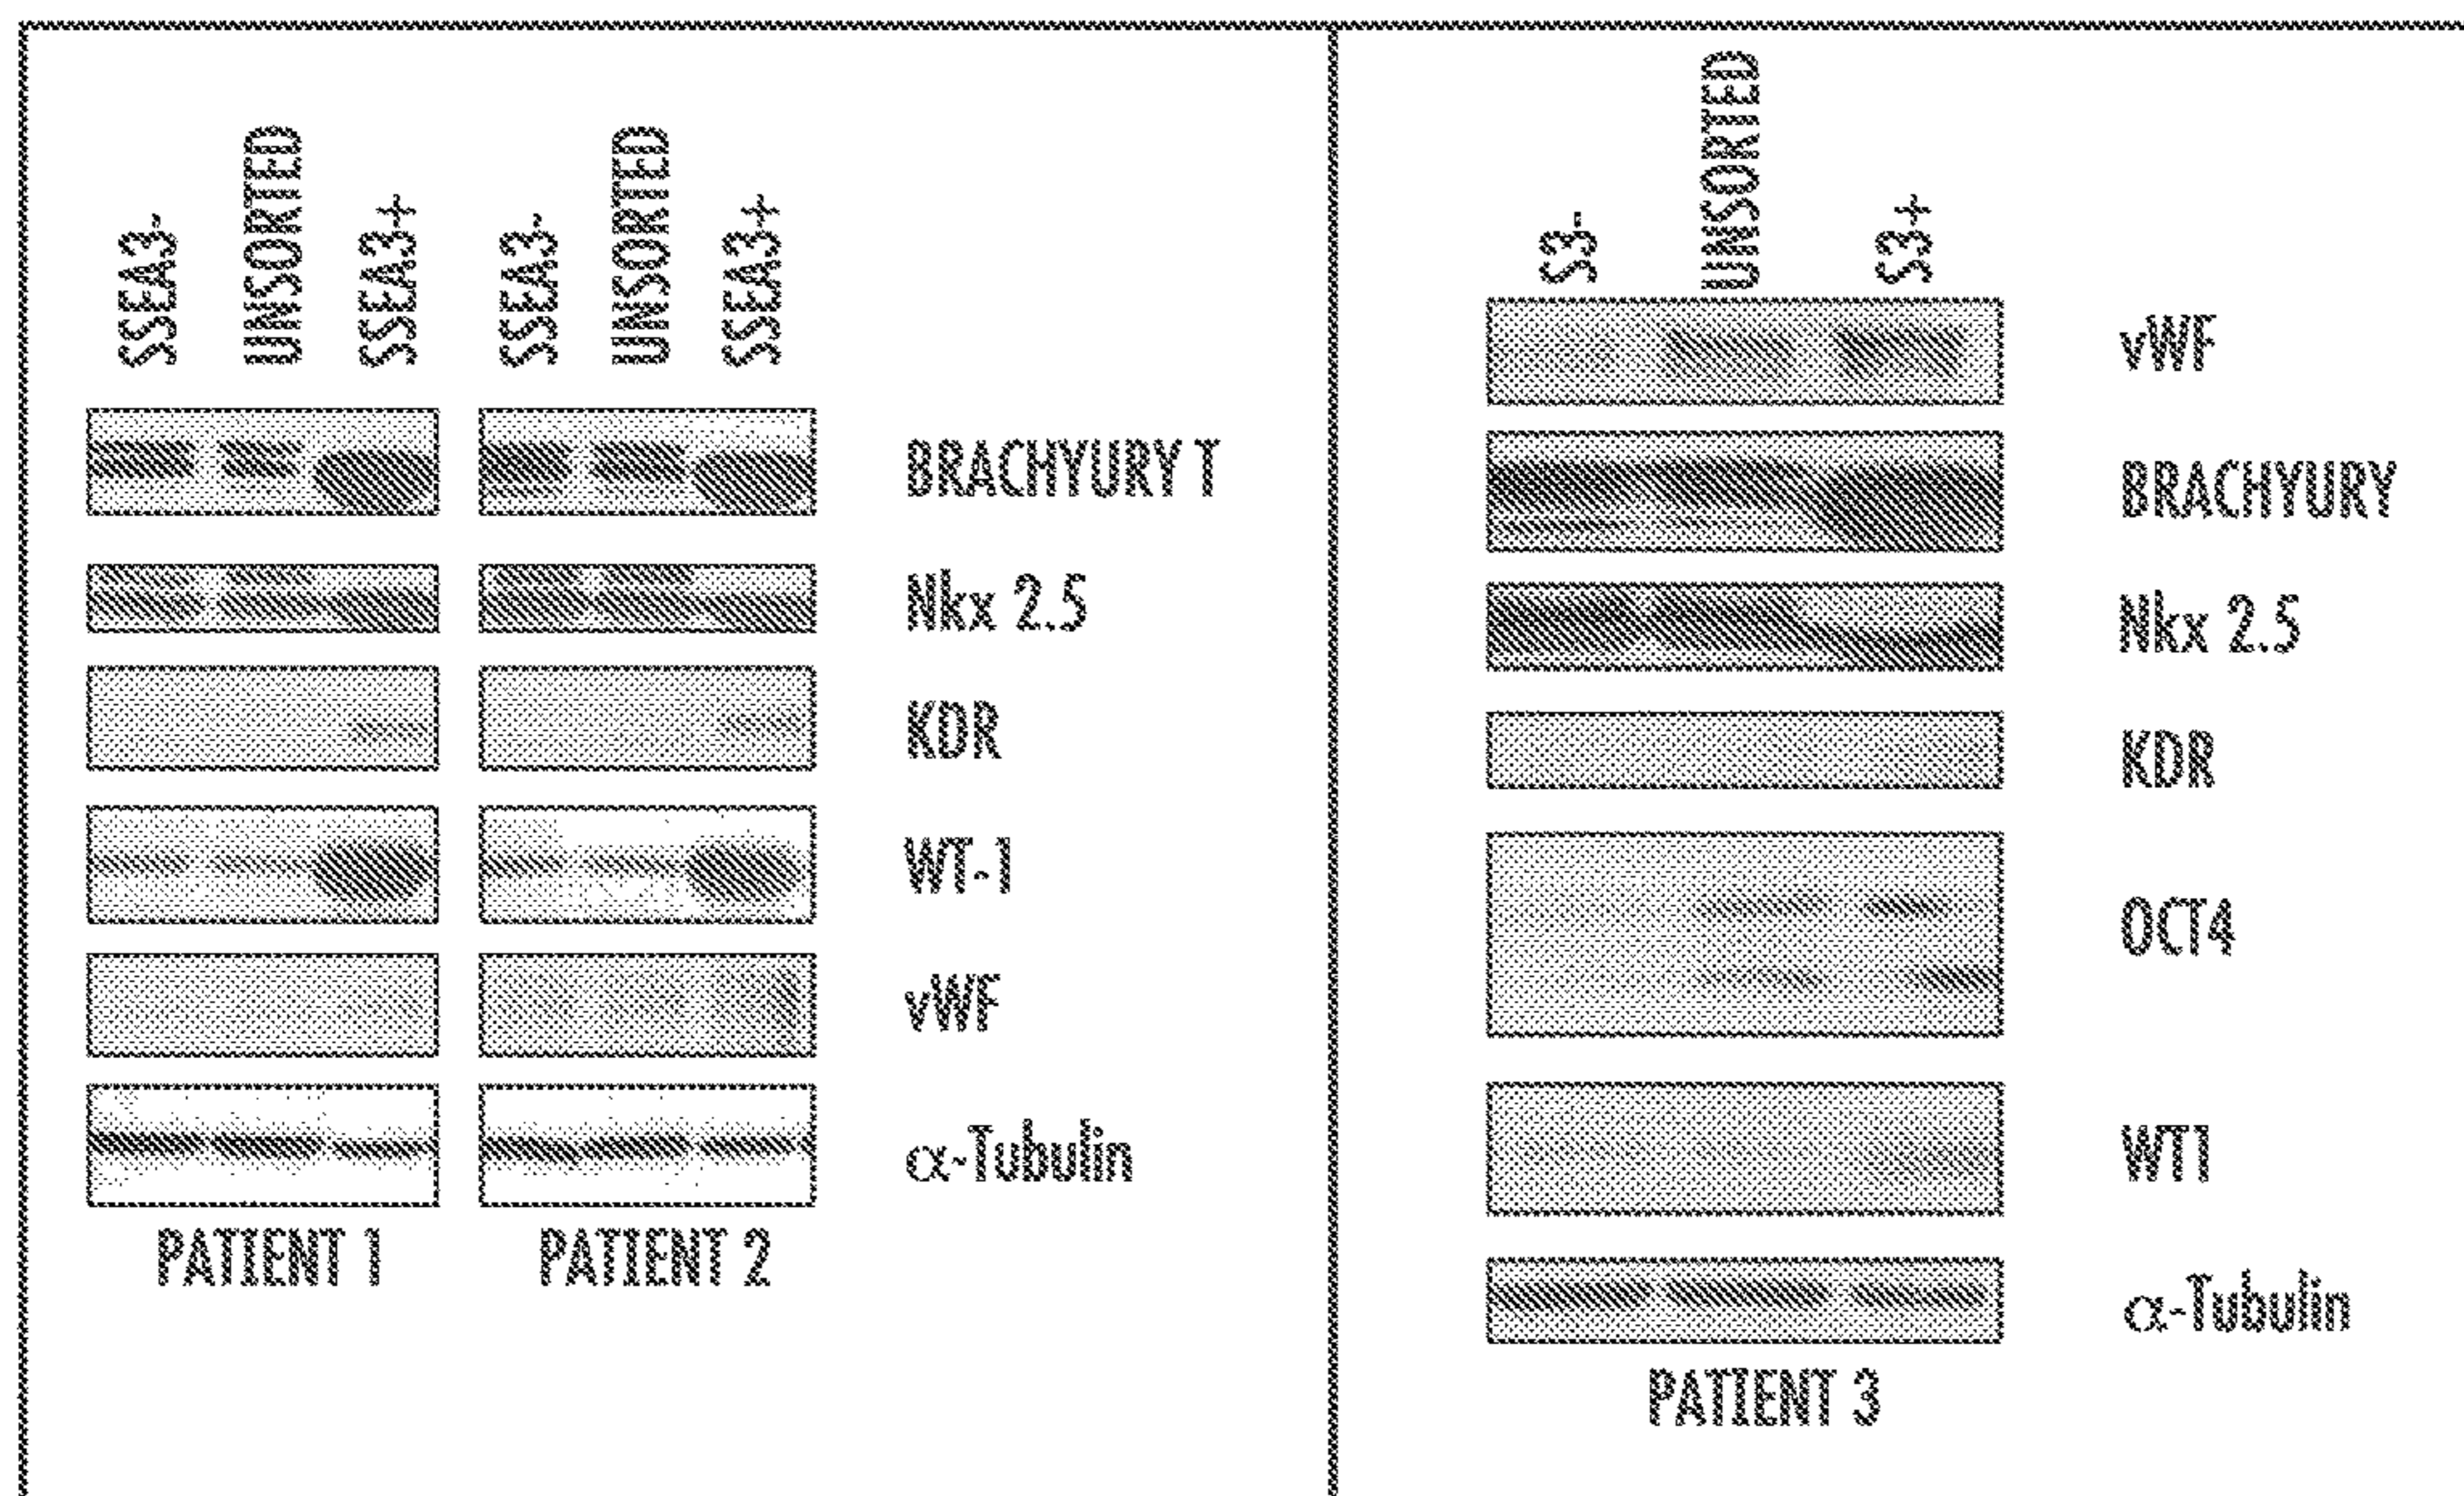 SSEA3- UNSORTED SSEA3+ SSEA3- UNSORTED SSEA3+
BRACHYURY T
Nkx 2.5
KDR
WT-1
vWF
α-Tubulin
PATIENT 1 PATIENT 2
S3- UNSORTED S3+
vWF
BRACHYURY
Nkx 2.5
KDR
OCT4
WT1
α-Tubulin
PATIENT 3